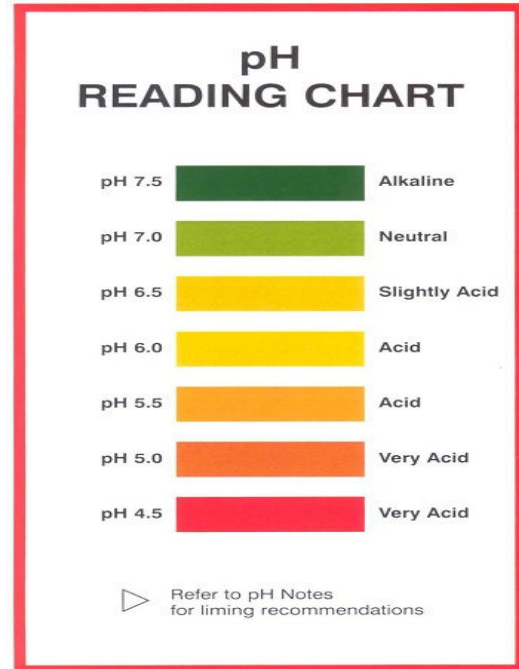 pH
READING CHART
pH 7.5 Alkaline
pH 7.0 Neutral
pH 6.5 Slightly Acid
pH 6.0 Acid
pH 5.5 Acid
pH 5.0 Very Acid
pH 4.5 Very Acid
Refer to pH Notes
for liming recommendations